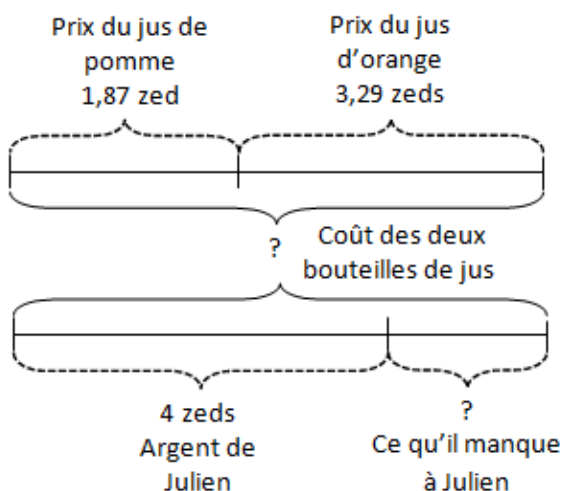 Prix du jus de
pomme
1,87 zed
Prix du jus
d'orange
3,29 zeds
? Coût des deux
bouteilles de jus
4 zeds
Argent de
Julien
?
Ce qu'il manque
à Julien